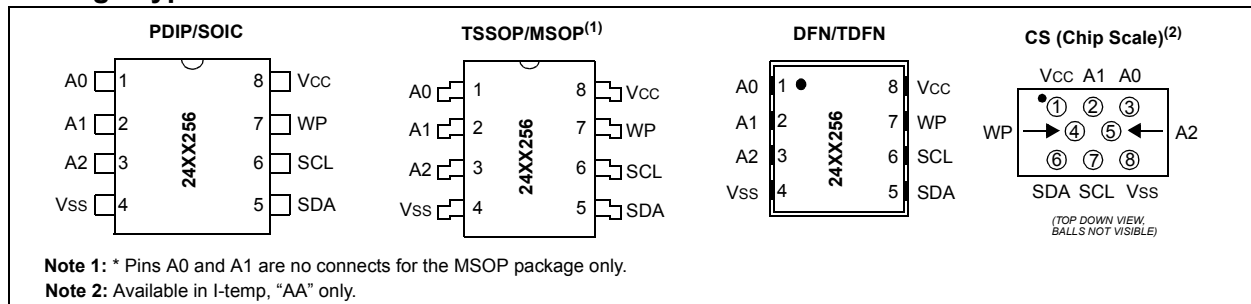 PDIP/SOIC
A0 1 8 VCC
A1 2 7 WP
A2 3 6 SCL
VSS 4 5 SDA
24XX256
TSSOP/MSOP(1)
A0 1 8 VCC
A1 2 7 WP
A2 3 6 SCL
VSS 4 5 SDA
24XX256
DFN/TDFN
A0 1 8 VCC
A1 2 7 WP
A2 3 6 SCL
VSS 4 5 SDA
24XX256
CS (Chip Scale)(2)
VCC A1 A0
1 2 3
WP 4 5 A2
6 7 8
SDA SCL VSS
(TOP DOWN VIEW,
BALLS NOT VISIBLE)
Note 1: * Pins A0 and A1 are no connects for the MSOP package only.
Note 2: Available in I-temp, “AA” only.